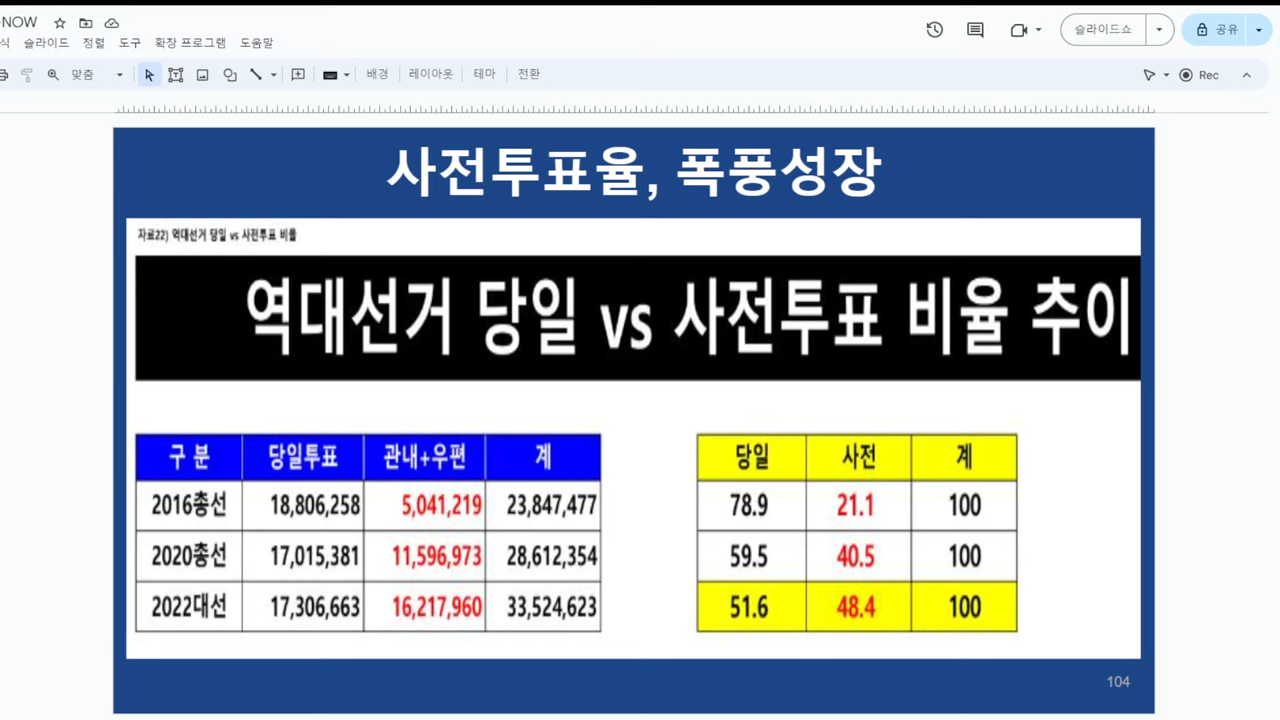 -NOW
식 슬라이드 정렬 도구 확장 프로그램 도움말
슬라이드쇼
공유
맞춤
배경 레이아웃 테마 전환
Rec
사전투표율, 폭풍성장
자료22) 역대선거 당일 vs 사전투표 비율
역대선거 당일 vs 사전투표 비율 추이
구 분 당일투표 관내+우편 계 당일 사전 계
2016총선 18,806,258 5,041,219 23,847,477 78.9 21.1 100
2020총선 17,015,381 11,596,973 28,612,354 59.5 40.5 100
2022대선 17,306,663 16,217,960 33,524,623 51.6 48.4 100
104